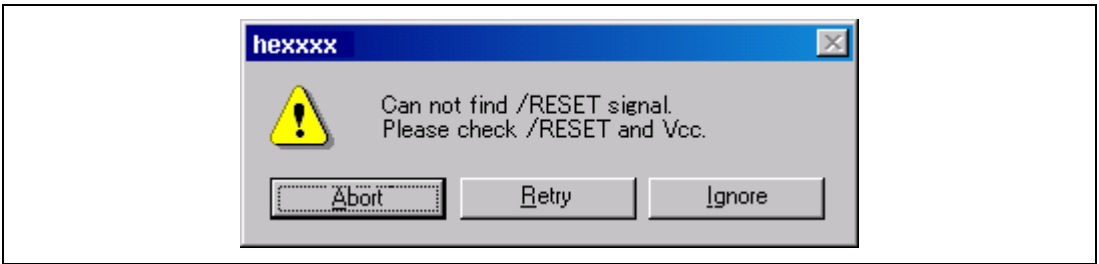 hexxxx
Can not find /RESET signal.
Please check /RESET and Vcc.
Abort Retry Ignore